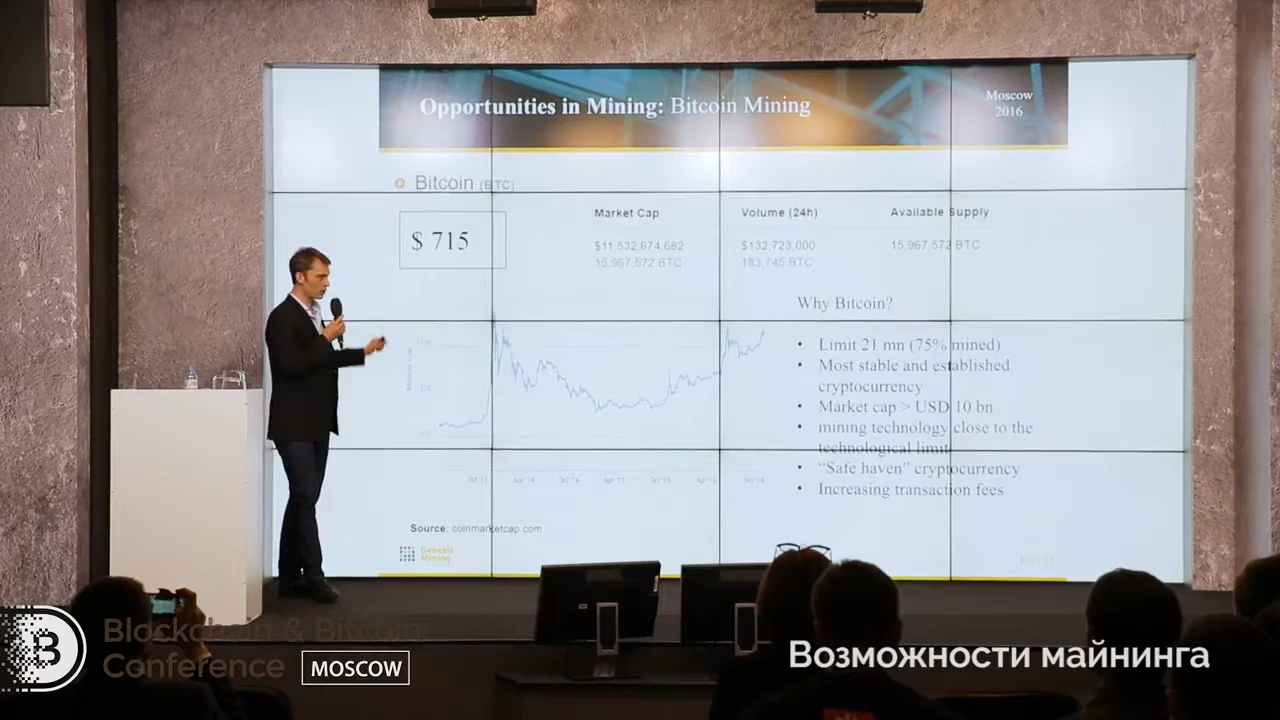 Opportunities in Mining: Bitcoin Mining
Moscow
2016
Bitcoin (BTC)
$ 715
Market Cap
$11,532,674,682
15,967,572 BTC
Volume (24h)
$132,723,000
183,745 BTC
Available Supply
15,967,572 BTC
Why Bitcoin?
• Limit 21 mn (75% mined)
• Most stable and established
cryptocurrency
• Market cap > USD 10 bn
• mining technology close to the
technological limit
• “Safe haven” cryptocurrency
• Increasing transaction fees
Source: coinmarketcap.com
Genesis
Mining
B
Blockchain & Bitcoin
Conference
MOSCOW
Возможности майнинга